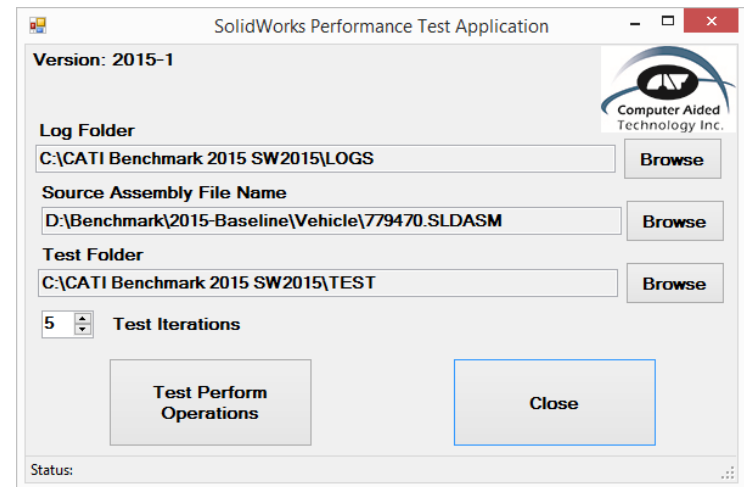 SolidWorks Performance Test Application
Version: 2015-1
Computer Aided
Technology Inc.
Log Folder
C:\CATI Benchmark 2015 SW2015\LOGS
Browse
Source Assembly File Name
D:\Benchmark\2015-Baseline\Vehicle\779470.SLDASM
Browse
Test Folder
C:\CATI Benchmark 2015 SW2015\TEST
Browse
5
Test Iterations
Test Perform
Operations
Close
Status: